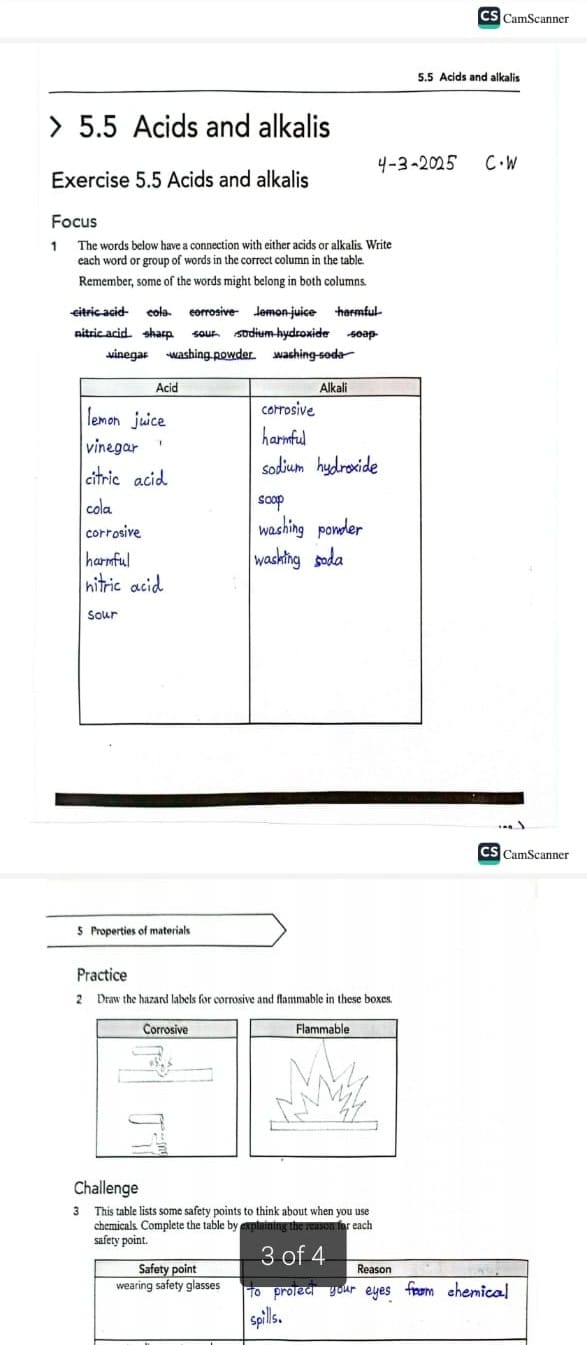 CS CamScanner
5.5 Acids and alkalis
> 5.5 Acids and alkalis
4-3-2025 C.W
Exercise 5.5 Acids and alkalis
Focus
1 The words below have a connection with either acids or alkalis. Write
each word or group of words in the correct column in the table.
Remember, some of the words might belong in both columns.
citric acid cola corrosive lemon juice harmful
nitric acid sharp sour sodium hydroxide soap
vinegar washing powder washing soda
Acid Alkali
lemon juice corrosive
vinegar harmful
citric acid sodium hydroxide
cola soap
corrosive washing powder
harmful washing soda
nitric acid
sour
CS CamScanner
5 Properties of materials
Practice
2 Draw the hazard labels for corrosive and flammable in these boxes.
Corrosive Flammable
Challenge
3 This table lists some safety points to think about when you use
chemicals. Complete the table by explaining the reason for each
safety point.
3 of 4
Safety point Reason
wearing safety glasses to protect your eyes from chemical
spills.